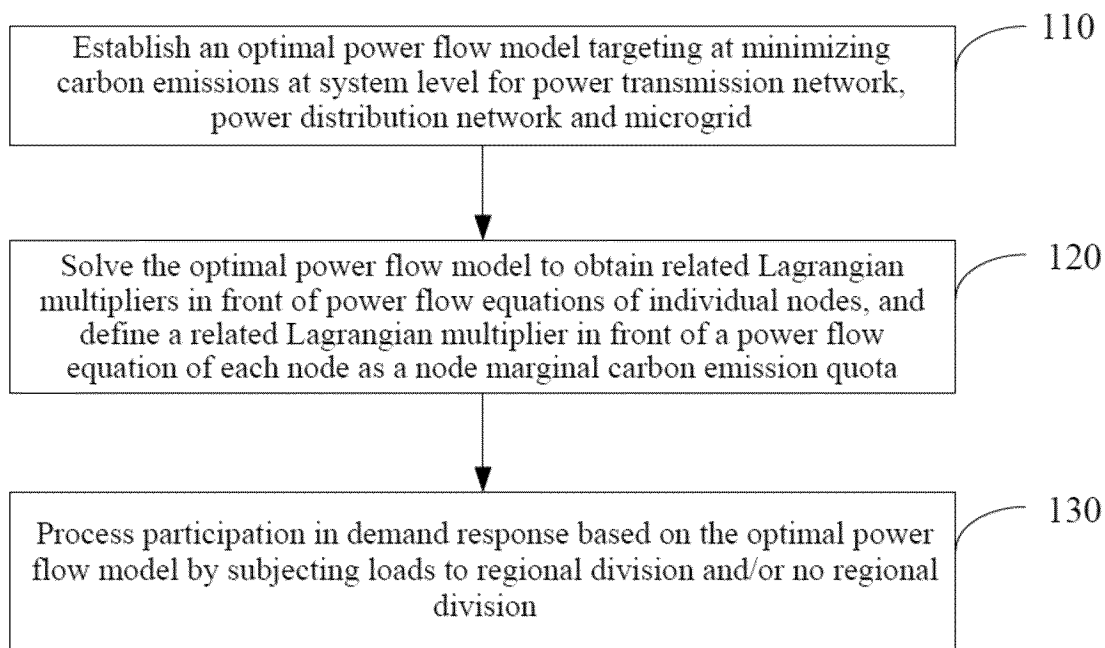 110
Establish an optimal power flow model targeting at minimizing
carbon emissions at system level for power transmission network,
power distribution network and microgrid
120
Solve the optimal power flow model to obtain related Lagrangian
multipliers in front of power flow equations of individual nodes, and
define a related Lagrangian multiplier in front of a power flow
equation of each node as a node marginal carbon emission quota
130
Process participation in demand response based on the optimal power
flow model by subjecting loads to regional division and/or no regional
division